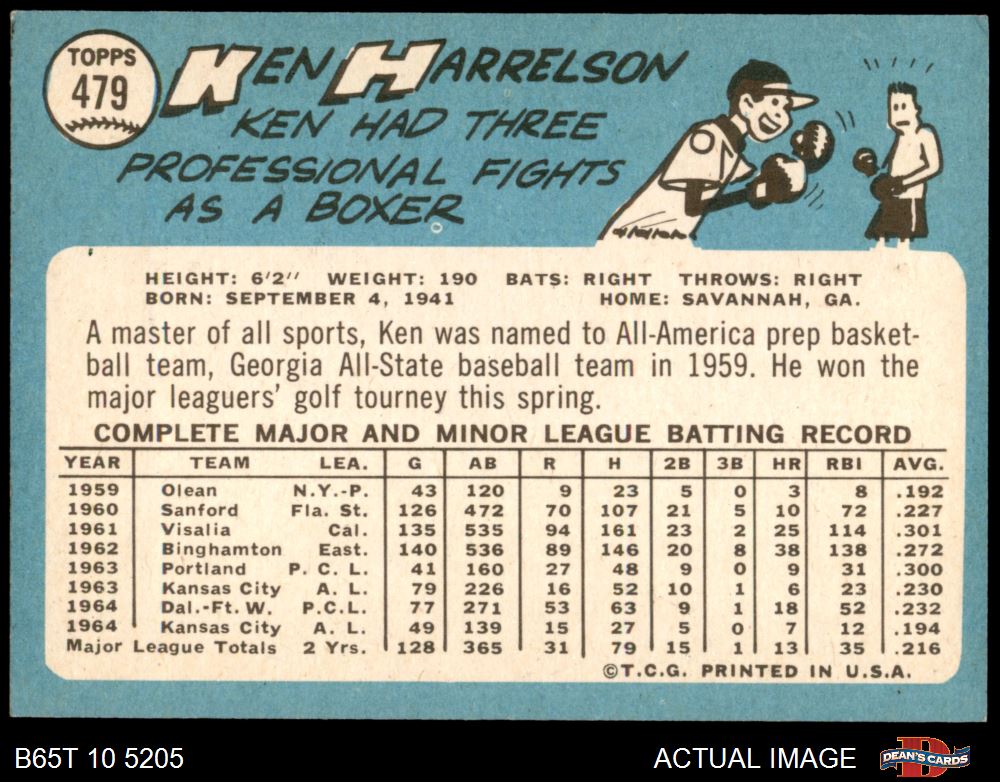 TOPPS
479
KEN HARRELSON
KEN HAD THREE
PROFESSIONAL FIGHTS
AS A BOXER
HEIGHT: 6'2" WEIGHT: 190 BATS: RIGHT THROWS: RIGHT
BORN: SEPTEMBER 4, 1941 HOME: SAVANNAH, GA.
A master of all sports, Ken was named to All-America prep basket-
ball team, Georgia All-State baseball team in 1959. He won the
major leaguers' golf tourney this spring.
COMPLETE MAJOR AND MINOR LEAGUE BATTING RECORD
YEAR TEAM LEA. G AB R H 2B 3B HR RBI AVG.
1959 Olean N.Y.-P. 43 120 9 23 5 0 3 8 .192
1960 Sanford Fla. St. 126 472 70 107 21 5 10 72 .227
1961 Visalia Cal. 135 535 94 161 23 2 25 114 .301
1962 Binghamton East. 140 536 89 146 20 8 38 138 .272
1963 Portland P. C. L. 41 160 27 48 9 0 9 31 .300
1963 Kansas City A. L. 79 226 16 52 10 1 6 23 .230
1964 Dal.-Ft. W. P.C.L. 77 271 53 63 9 1 18 52 .232
1964 Kansas City A. L. 49 139 15 27 5 0 7 12 .194
Major League Totals 2 Yrs. 128 365 31 79 15 1 13 35 .216
©T.C.G. PRINTED IN U.S.A.
B65T 10 5205 ACTUAL IMAGE DEAN'S CARDS